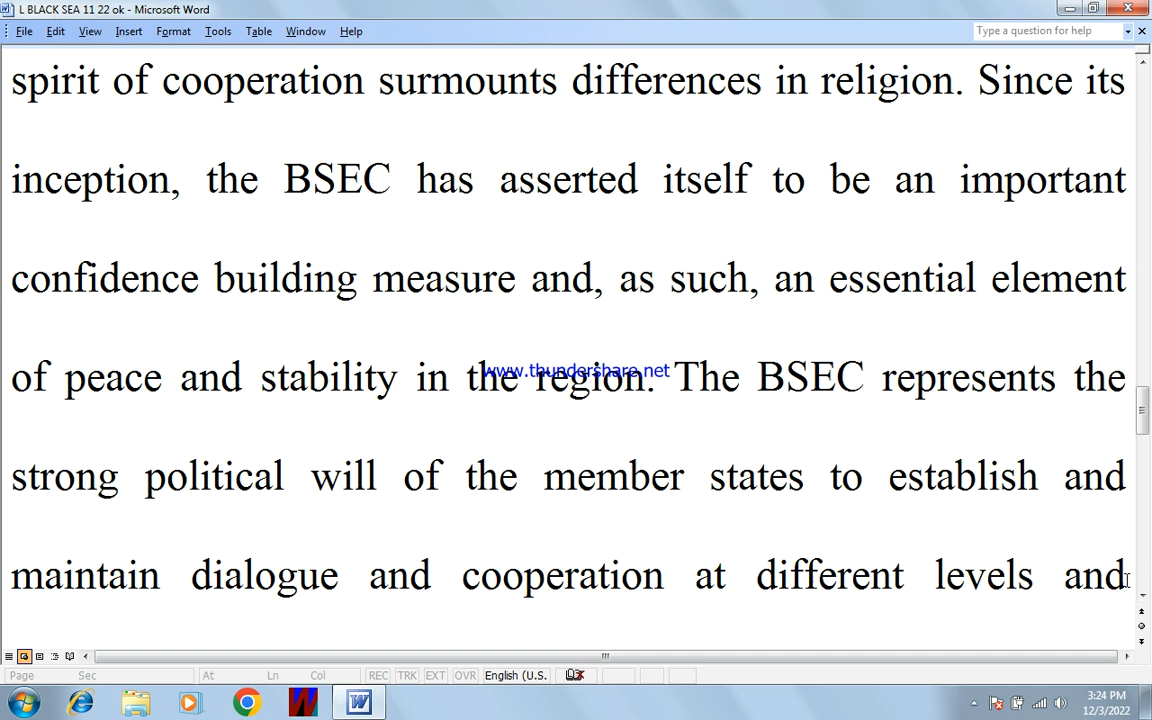 L BLACK SEA 11 22 ok - Microsoft Word
File Edit View Insert Format Tools Table Window Help
Type a question for help
spirit of cooperation surmounts differences in religion. Since its
inception, the BSEC has asserted itself to be an important
confidence building measure and, as such, an essential element
of peace and stability in the region. The BSEC represents the
www.thundershare.net
strong political will of the member states to establish and
maintain dialogue and cooperation at different levels and
Page Sec At Ln Col REC TRK EXT OVR English (U.S.
3:24 PM
12/3/2022